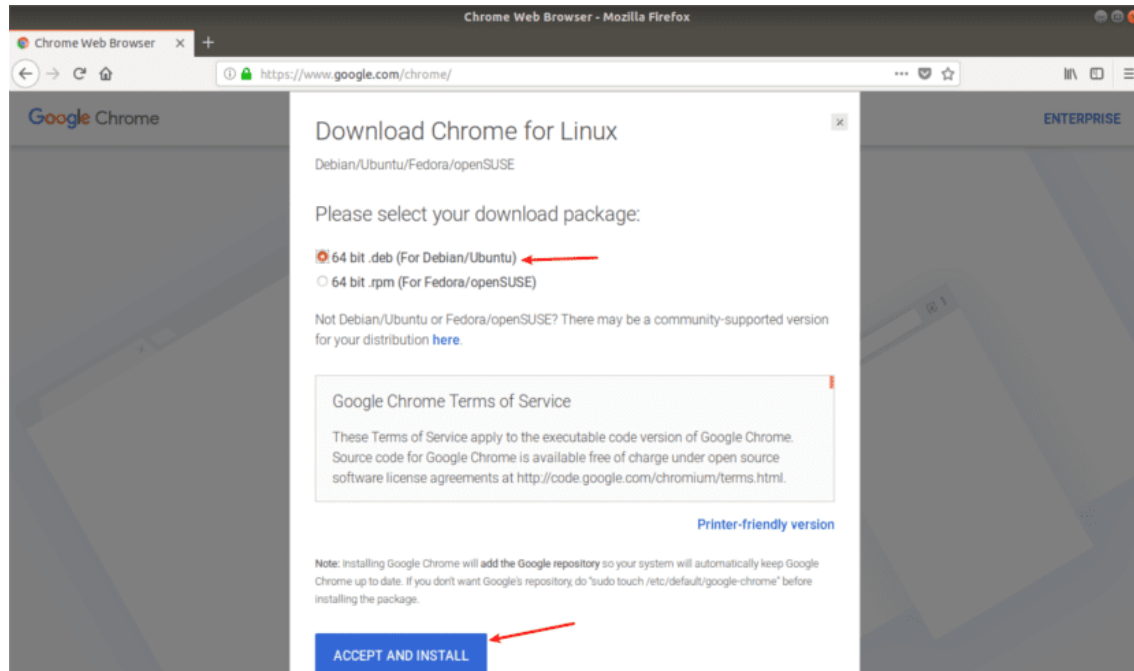 Chrome Web Browser - Mozilla Firefox
Chrome Web Browser
https://www.google.com/chrome/
Google Chrome
ENTERPRISE
Download Chrome for Linux
Debian/Ubuntu/Fedora/openSUSE
Please select your download package:
64 bit .deb (For Debian/Ubuntu)
64 bit .rpm (For Fedora/openSUSE)
Not Debian/Ubuntu or Fedora/openSUSE? There may be a community-supported version
for your distribution here.
Google Chrome Terms of Service
These Terms of Service apply to the executable code version of Google Chrome.
Source code for Google Chrome is available free of charge under open source
software license agreements at http://code.google.com/chromium/terms.html.
Printer-friendly version
Note: Installing Google Chrome will add the Google repository so your system will automatically keep Google
Chrome up to date. If you don't want Google's repository, do "sudo touch /etc/default/google-chrome" before
installing the package.
ACCEPT AND INSTALL